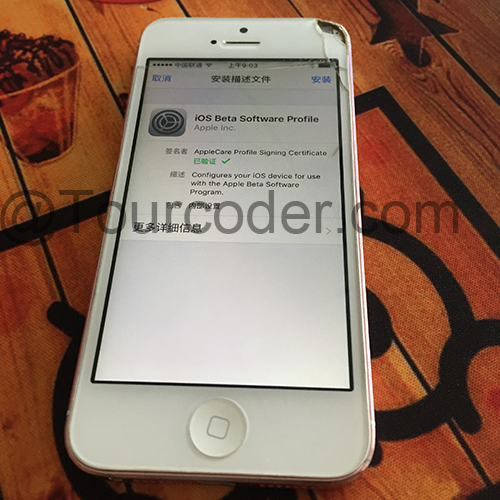 中国联通 上午9:03
取消 安装描述文件 安装
iOS Beta Software Profile
Apple Inc.
签名者 AppleCare Profile Signing Certificate
已验证 ✓
描述 Configures your iOS device for use
with the Apple Beta Software
Program.
包含 内部设置
更多详细信息 >
@Tourcoder.com